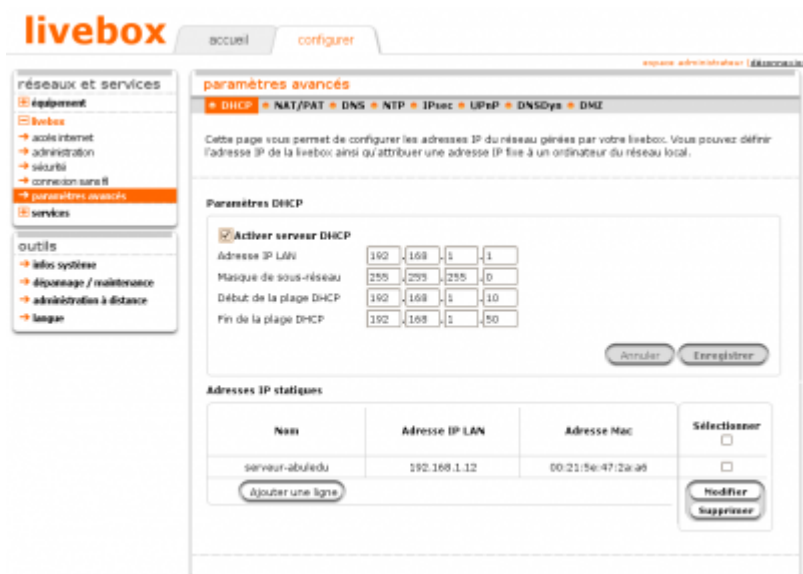 livebox
accueil
configurer
espace administrateur |
réseaux et services
équipement
livebox
accès internet
administration
sécurité
connexion sans fil
paramètres avancés
services
outils
infos système
dépannage / maintenance
administration à distance
langue
paramètres avancés
DHCP NAT/PAT DNS NTP IPsec UPnP DNSDyn DMZ
Cette page vous permet de configurer les adresses IP du réseau gérées par votre livebox. Vous pouvez définir
l'adresse IP de la livebox ainsi qu'attribuer une adresse IP fixe à un ordinateur du réseau local.
Paramètres DHCP
Activer serveur DHCP
Adresse IP LAN 192 . 168 . 1 . 1
Masque de sous-réseau 255 . 255 . 255 . 0
Début de la plage DHCP 192 . 168 . 1 . 10
Fin de la plage DHCP 192 . 168 . 1 . 50
Annuler Enregistrer
Adresses IP statiques
Nom Adresse IP LAN Adresse Mac Sélectionner
serveur-abuledu 192.168.1.12 00:21:5e:47:2a:a6
Ajouter une ligne
Modifier
Supprimer